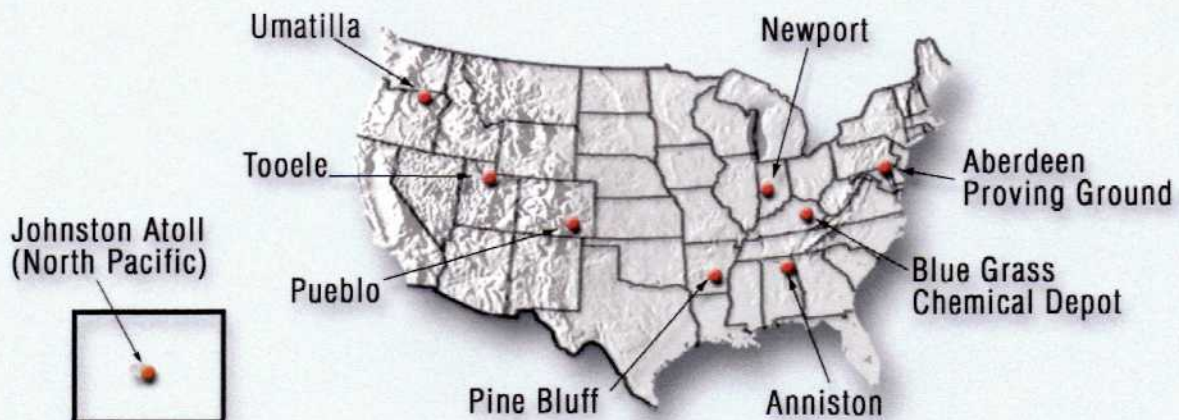 Umatilla
Newport
Tooele
Aberdeen
Proving Ground
Johnston Atoll
(North Pacific)
Pueblo
Blue Grass
Chemical Depot
Pine Bluff
Anniston